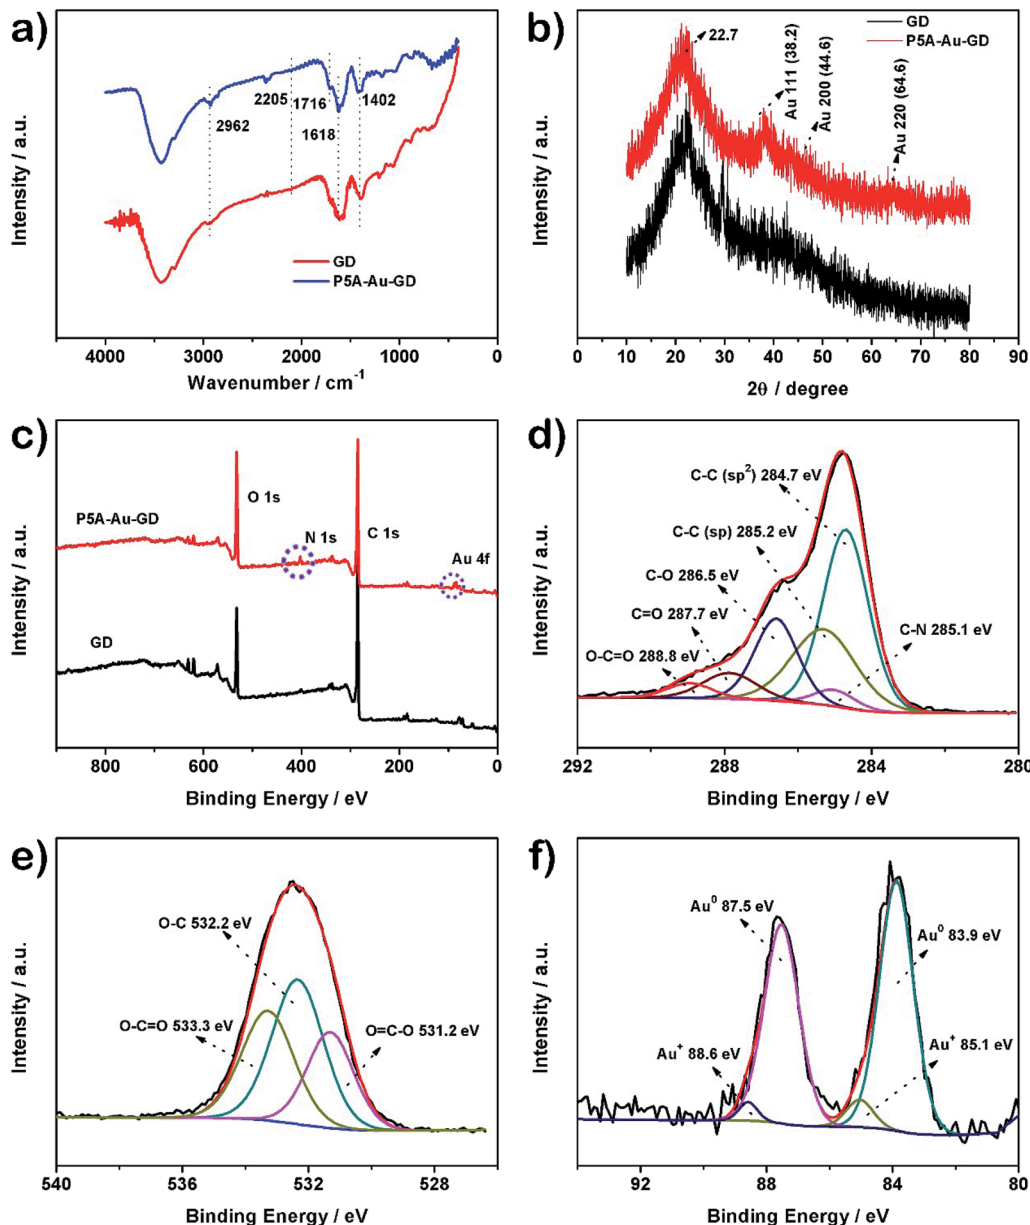 a)
Intensity / a.u.
2962
2205
1716
1618
1402
GD
P5A-Au-GD
4000 3000 2000 1000 0
Wavenumber / cm⁻¹
b)
Intensity / a.u.
GD
P5A-Au-GD
22.7
Au 111 (38.2)
Au 200 (44.6)
Au 220 (64.6)
0 10 20 30 40 50 60 70 80 90
2θ / degree
c)
Intensity / a.u.
O 1s
P5A-Au-GD
N 1s
C 1s
Au 4f
GD
800 600 400 200 0
Binding Energy / eV
d)
Intensity / a.u.
C-C (sp²) 284.7 eV
C-C (sp) 285.2 eV
C-O 286.5 eV
C=O 287.7 eV
O-C=O 288.8 eV
C-N 285.1 eV
292 288 284 280
Binding Energy / eV
e)
Intensity / a.u.
O-C 532.2 eV
O-C=O 533.3 eV
O=C-O 531.2 eV
540 536 532 528
Binding Energy / eV
f)
Intensity / a.u.
Au⁰ 87.5 eV
Au⁰ 83.9 eV
Au⁺ 88.6 eV
Au⁺ 85.1 eV
92 88 84 80
Binding Energy / eV